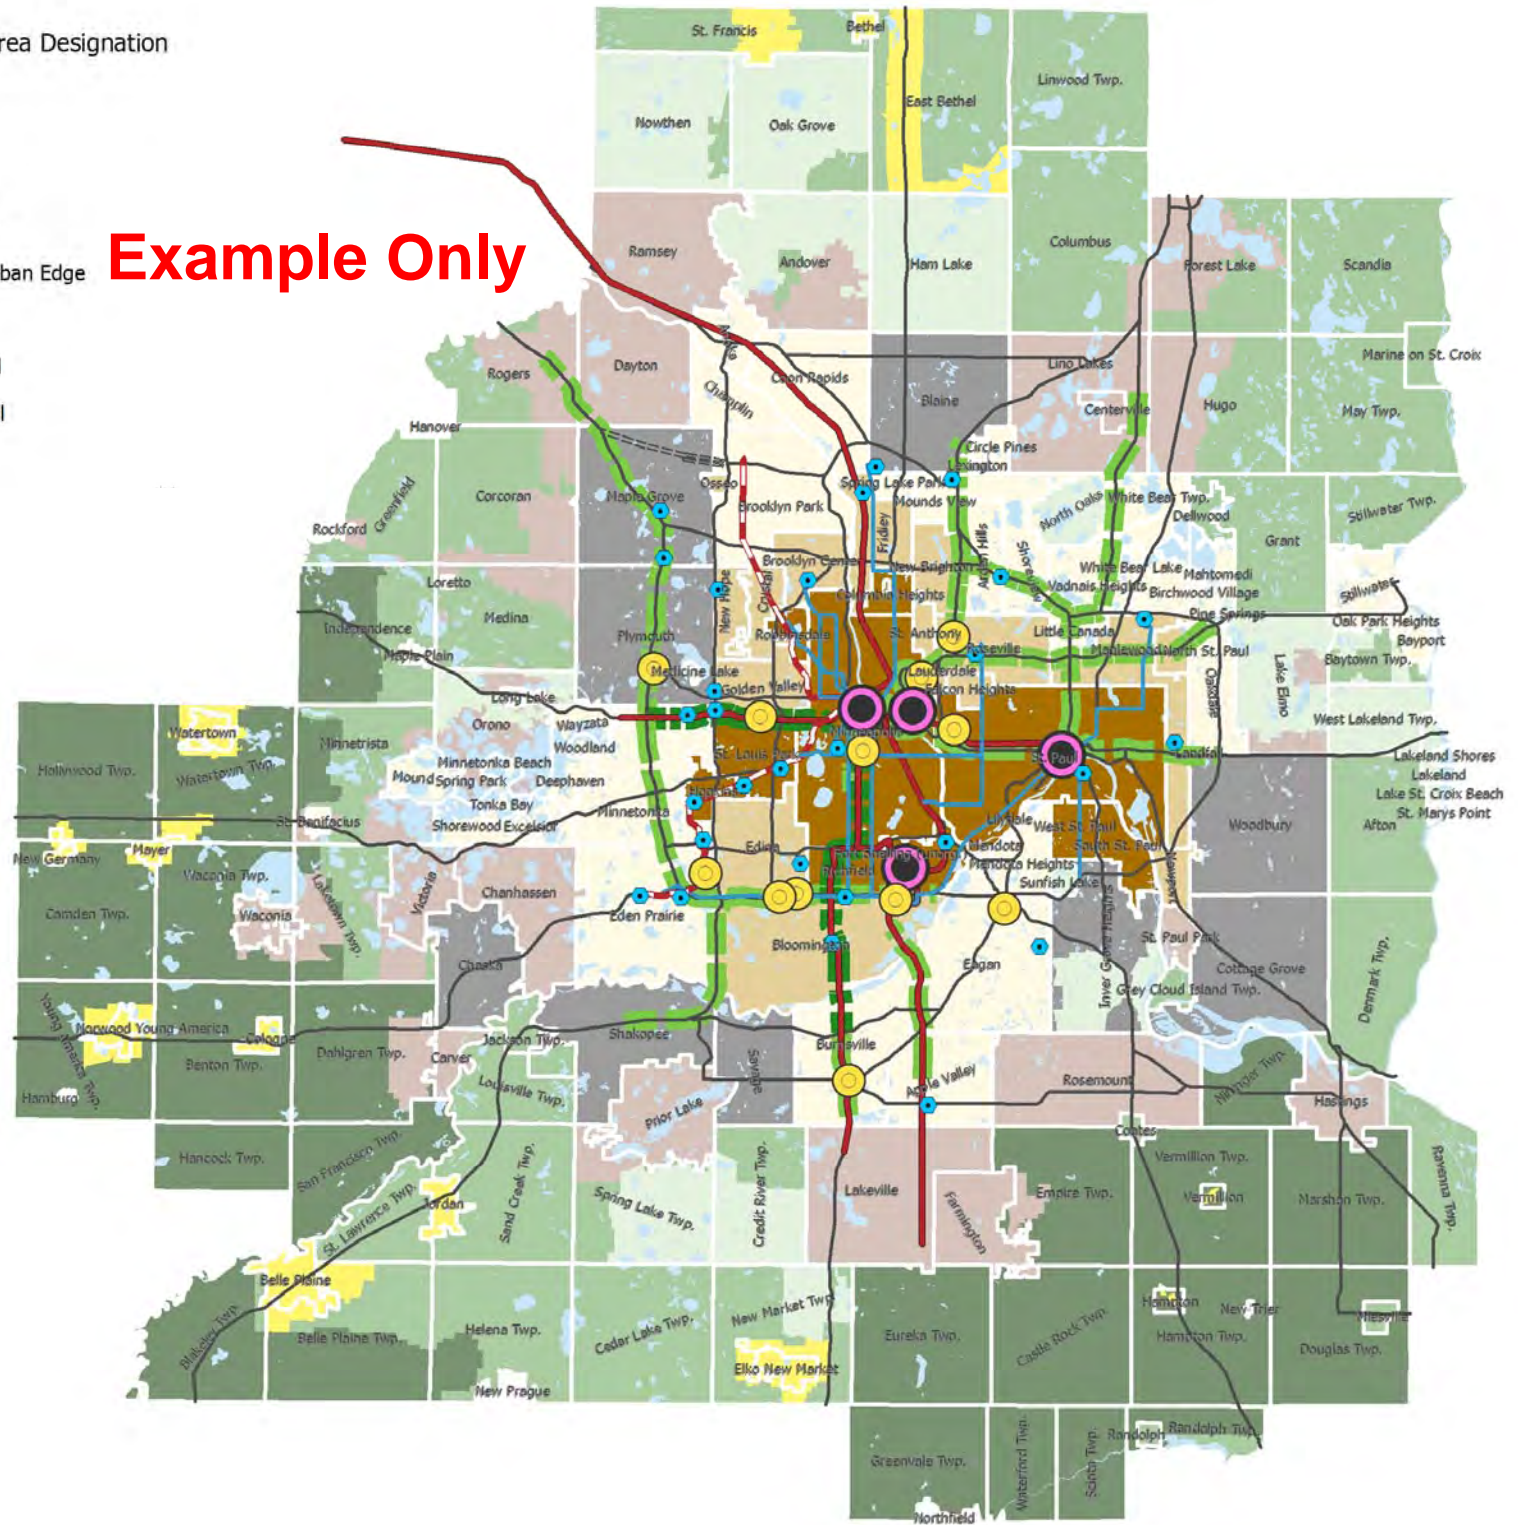 rea Designation
St. Francis
Bethel
Linwood Twp.
East Bethel
Nowthen
Oak Grove
Example Only
ban Edge
Ramsey
Andover
Ham Lake
Columbus
Forest Lake
Scandia
Anoka
Marine on St. Croix
Rogers
Dayton
Coon Rapids
Lino Lakes
Champlin
Blaine
Centerville
Hugo
May Twp.
Hanover
Circle Pines
Lexington
Osseo
Spring Lake Park
Corcoran
Maple Grove
Mounds View
White Bear Twp.
Greenfield
Brooklyn Park
North Oaks
Dellwood
Stillwater Twp.
Rockford
Fridley
Arden Hills
Grant
Brooklyn Center
New Brighton
Shoreview
White Bear Lake
Mahtomedi
Loretto
Crystal
New Hope
Columbia Heights
Vadnais Heights
Birchwood Village
Stillwater
Medina
Pine Springs
Independence
Plymouth
Robbinsdale
St. Anthony
Little Canada
Oak Park Heights
Bayport
Maple Plain
Roseville
Maplewood
North St. Paul
Baytown Twp.
Medicine Lake
Lauderdale
Oakdale
Lake Elmo
Golden Valley
Falcon Heights
Long Lake
Orono
Wayzata
West Lakeland Twp.
Watertown
Minneapolis
Minnetrista
Woodland
St. Louis Park
St. Paul
Landfall
Lakeland Shores
Hollywood Twp.
Watertown Twp.
Minnetonka Beach
Lakeland
Mound
Spring Park
Deephaven
Hopkins
Lake St. Croix Beach
Tonka Bay
Minnetonka
St. Marys Point
St. Bonifacius
Shorewood
Excelsior
Lilydale
West St. Paul
Woodbury
Afton
New Germany
Mayer
Edina
Fort Snelling (unorg.)
Mendota
South St. Paul
Waconia Twp.
Richfield
Mendota Heights
Newport
Laketown Twp.
Victoria
Chanhassen
Sunfish Lake
Camden Twp.
Waconia
Eden Prairie
Inver Grove Heights
Bloomington
St. Paul Park
Denmark Twp.
Chaska
Eagan
Cottage Grove
Grey Cloud Island Twp.
Young America Twp.
Norwood Young America
Cologne
Benton Twp.
Dahlgren Twp.
Carver
Jackson Twp.
Shakopee
Savage
Burnsville
Louisville Twp.
Apple Valley
Rosemount
Nininger Twp.
Hamburg
Prior Lake
Hastings
Coates
Hancock Twp.
San Francisco Twp.
Vermillion Twp.
Ravenna Twp.
St. Lawrence Twp.
Jordan
Sand Creek Twp.
Spring Lake Twp.
Credit River Twp.
Lakeville
Farmington
Empire Twp.
Vermillion
Marshan Twp.
Belle Plaine
Blakeley Twp.
Belle Plaine Twp.
Helena Twp.
Cedar Lake Twp.
New Market Twp.
Eureka Twp.
Castle Rock Twp.
Hampton
New Trier
Miesville
Hampton Twp.
Douglas Twp.
Elko New Market
New Prague
Greenvale Twp.
Waterford Twp.
Sciota Twp.
Randolph
Randolph Twp.
Northfield